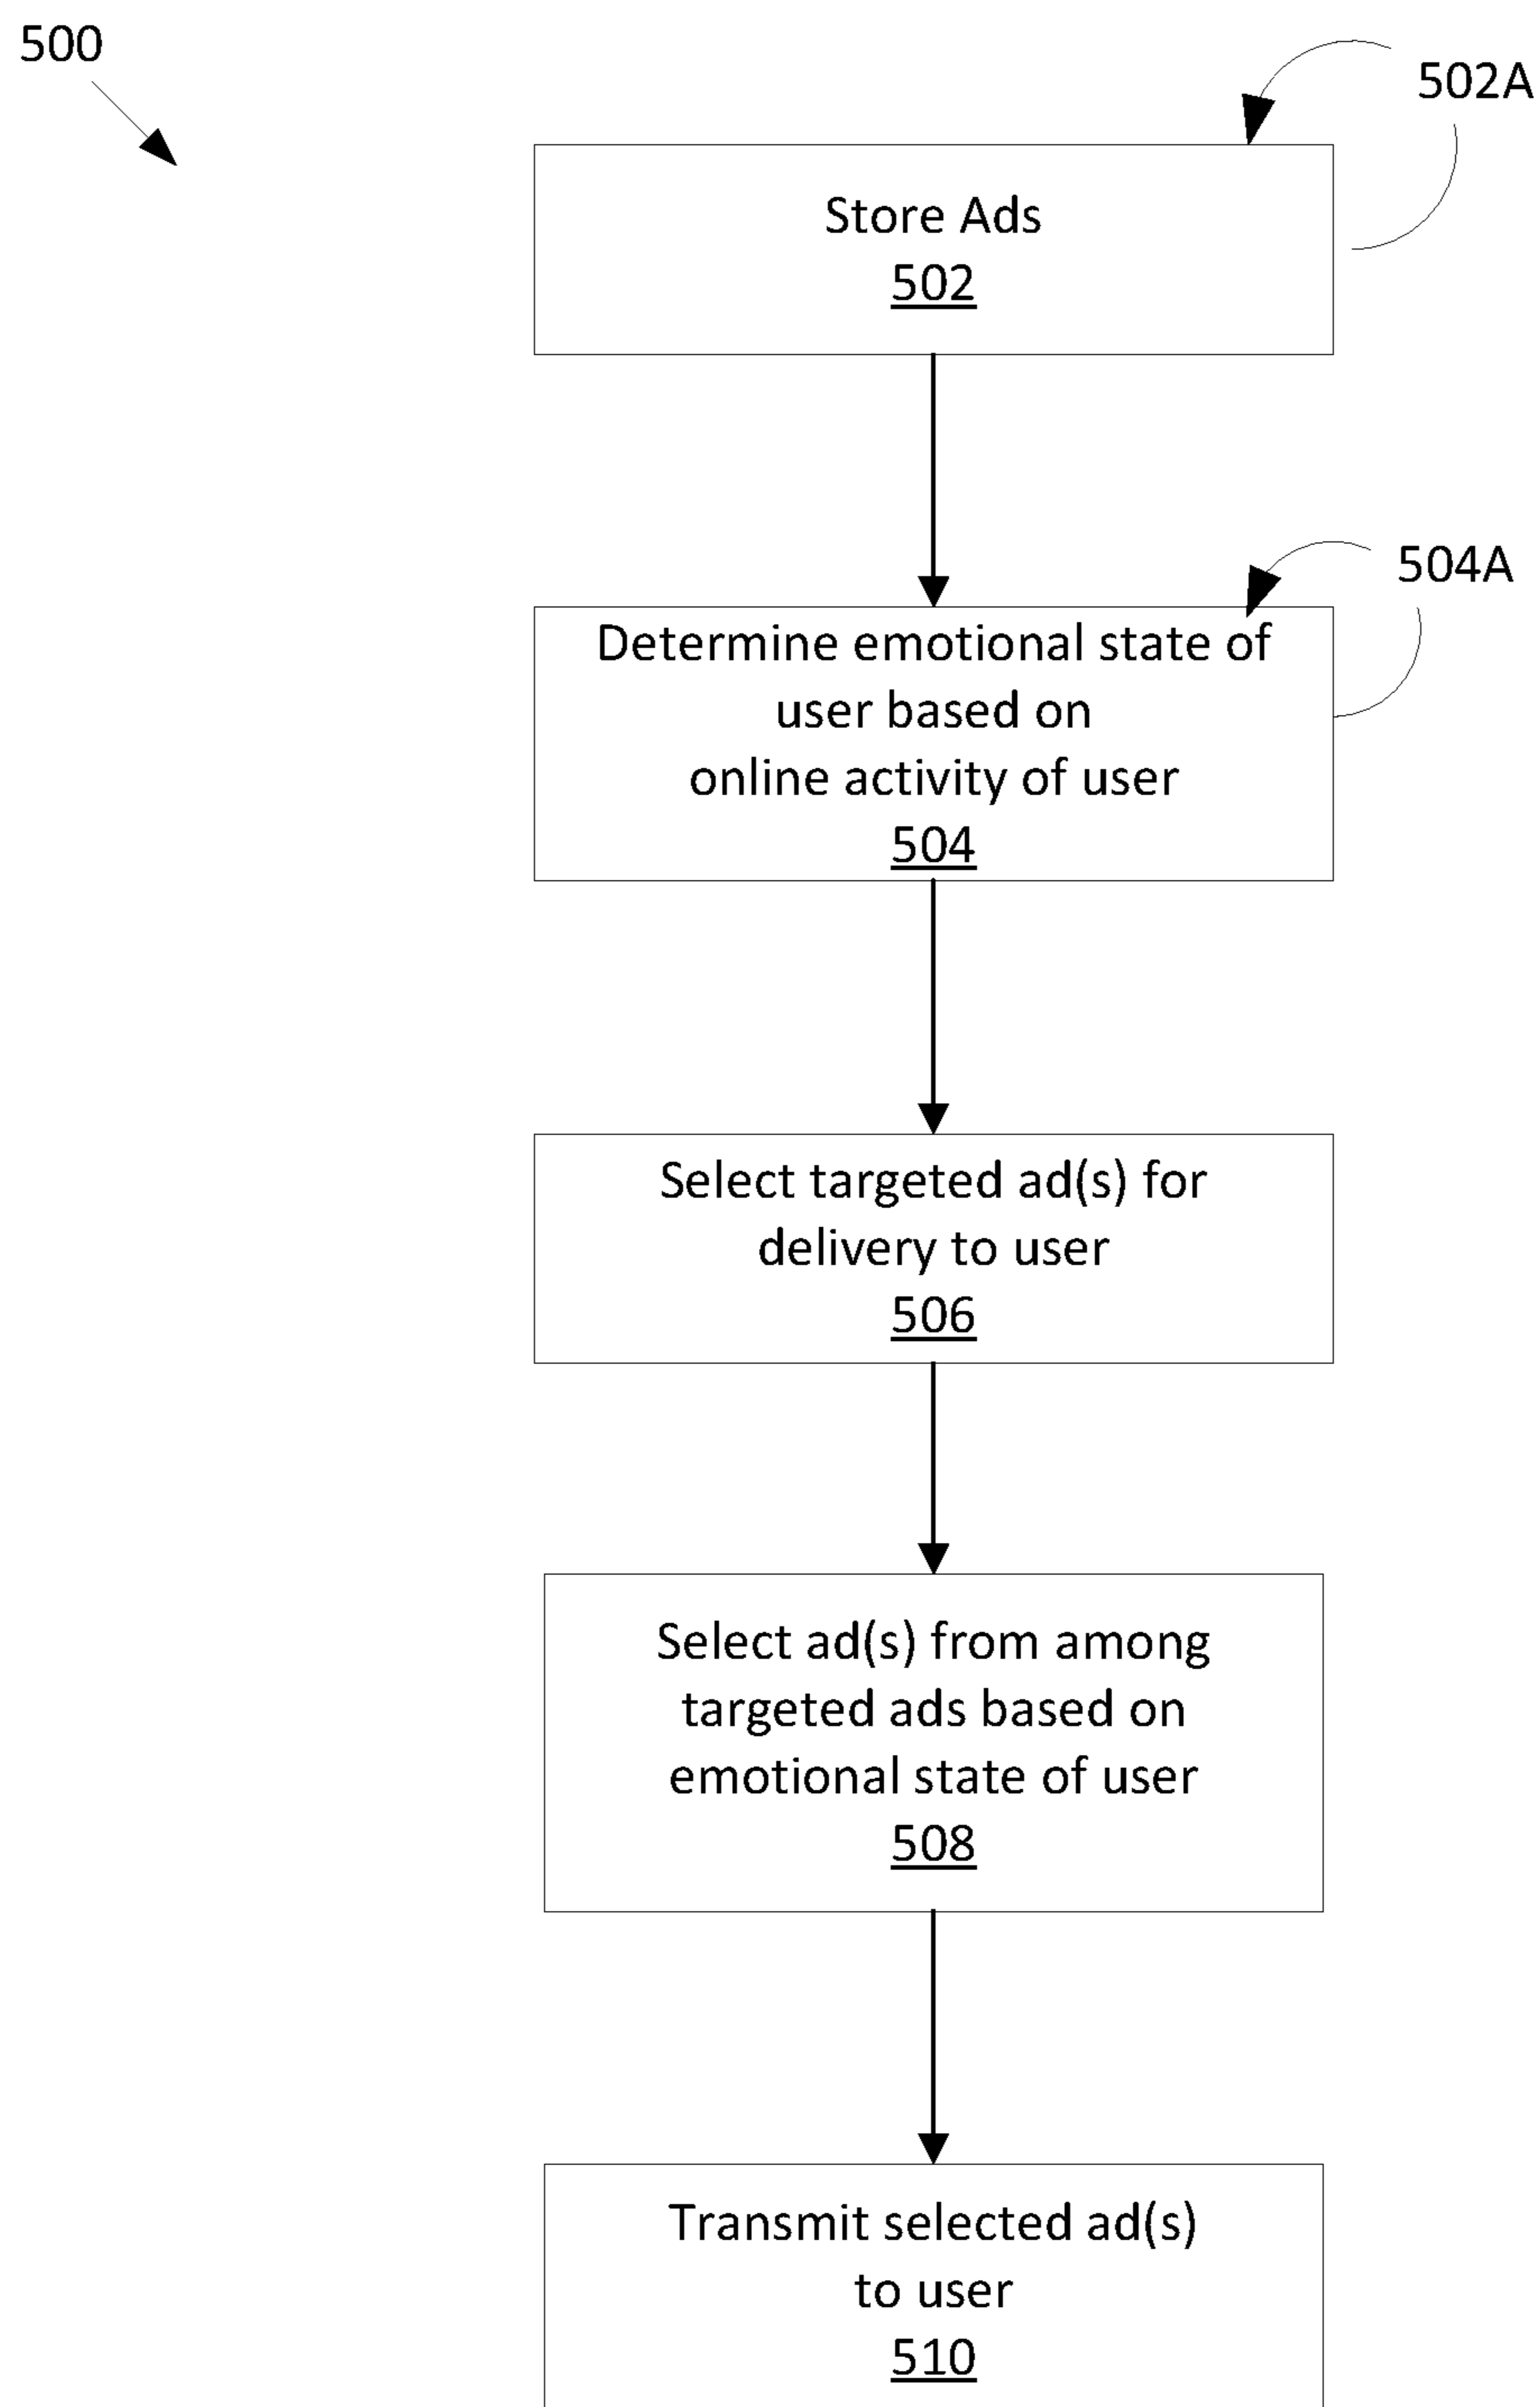 500
502A
Store Ads
502
504A
Determine emotional state of
user based on
online activity of user
504
Select targeted ad(s) for
delivery to user
506
Select ad(s) from among
targeted ads based on
emotional state of user
508
Transmit selected ad(s)
to user
510